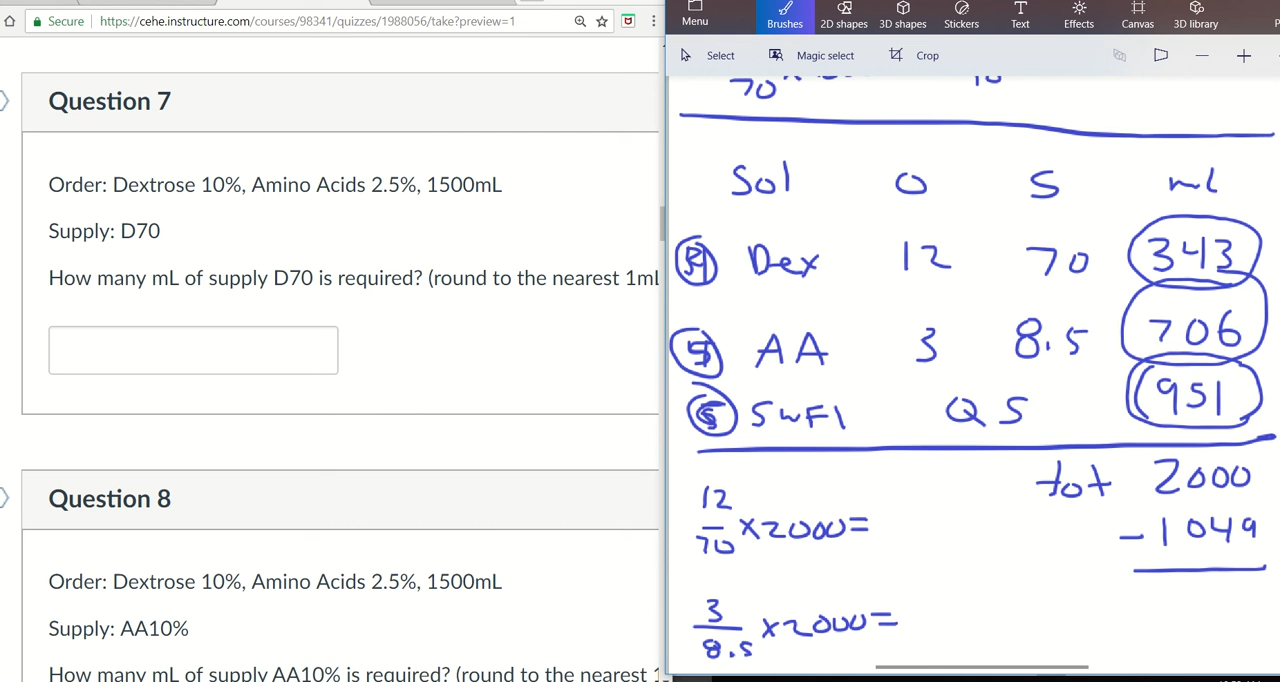 Secure https://cehe.instructure.com/courses/98341/quizzes/1988056/take?preview=1
Question 7
Order: Dextrose 10%, Amino Acids 2.5%, 1500mL
Supply: D70
How many mL of supply D70 is required? (round to the nearest 1mL
Question 8
Order: Dextrose 10%, Amino Acids 2.5%, 1500mL
Supply: AA10%
How many mL of supply AA10% is required? (round to the nearest 1
Menu Brushes 2D shapes 3D shapes Stickers Text Effects Canvas 3D library
Select Magic select Crop
70
Sol O S mL
Dex 12 70 343
AA 3 8.5 706
SWFI QS 951
tot 2000
- 1049
12
70 x2000=
3
8.5 x2000=